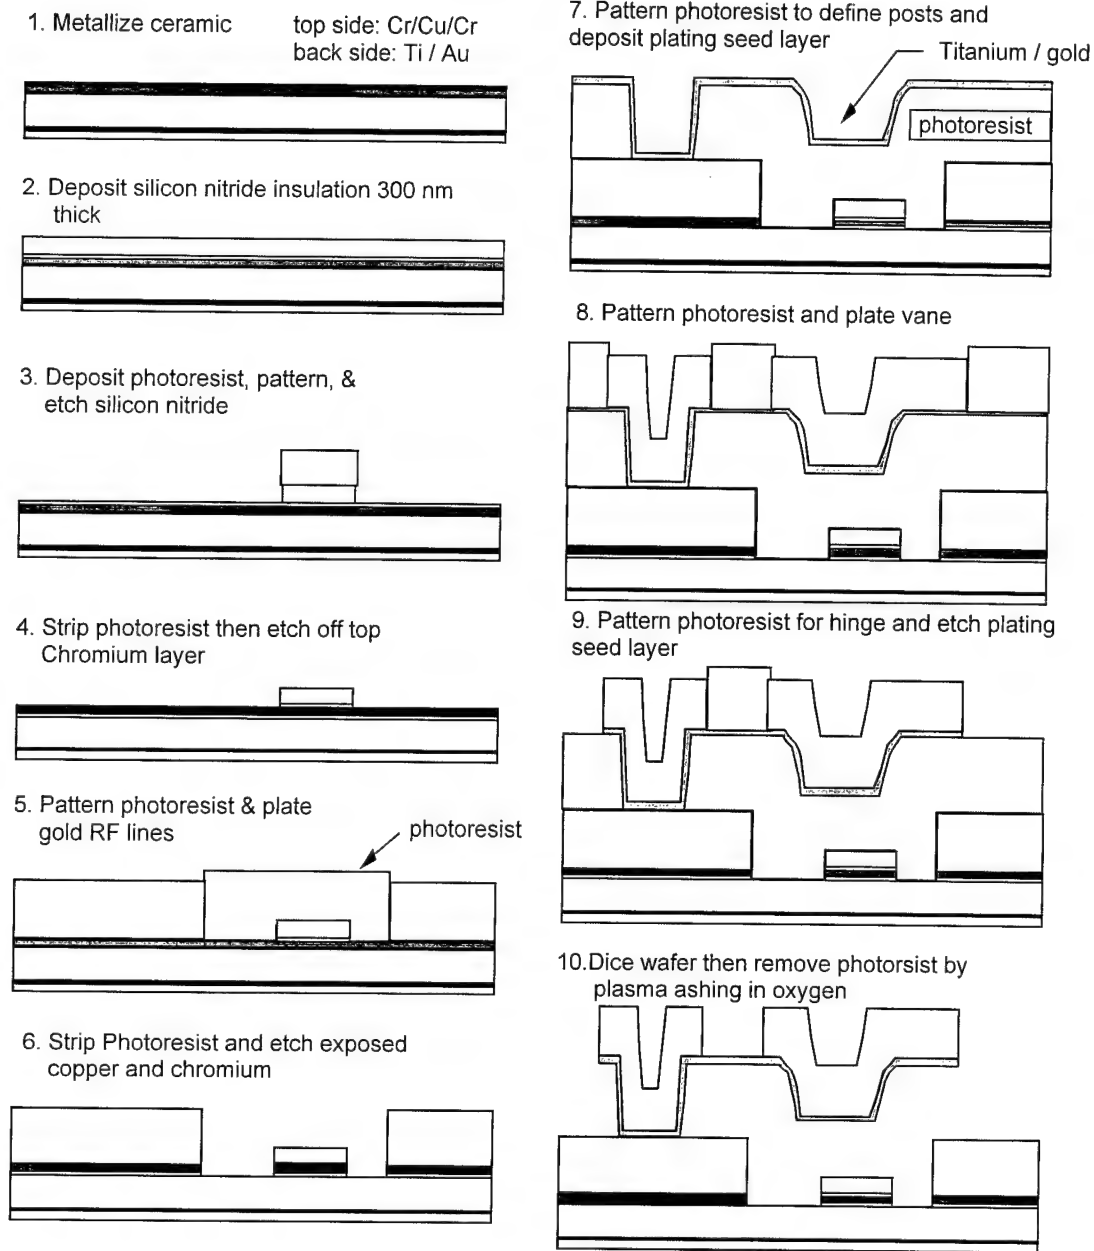 1. Metallize ceramic
top side: Cr/Cu/Cr
back side: Ti / Au
2. Deposit silicon nitride insulation 300 nm
thick
3. Deposit photoresist, pattern, &
etch silicon nitride
4. Strip photoresist then etch off top
Chromium layer
5. Pattern photoresist & plate
gold RF lines
photoresist
6. Strip Photoresist and etch exposed
copper and chromium
7. Pattern photoresist to define posts and
deposit plating seed layer
Titanium / gold
photoresist
8. Pattern photoresist and plate vane
9. Pattern photoresist for hinge and etch plating
seed layer
10.Dice wafer then remove photorsist by
plasma ashing in oxygen